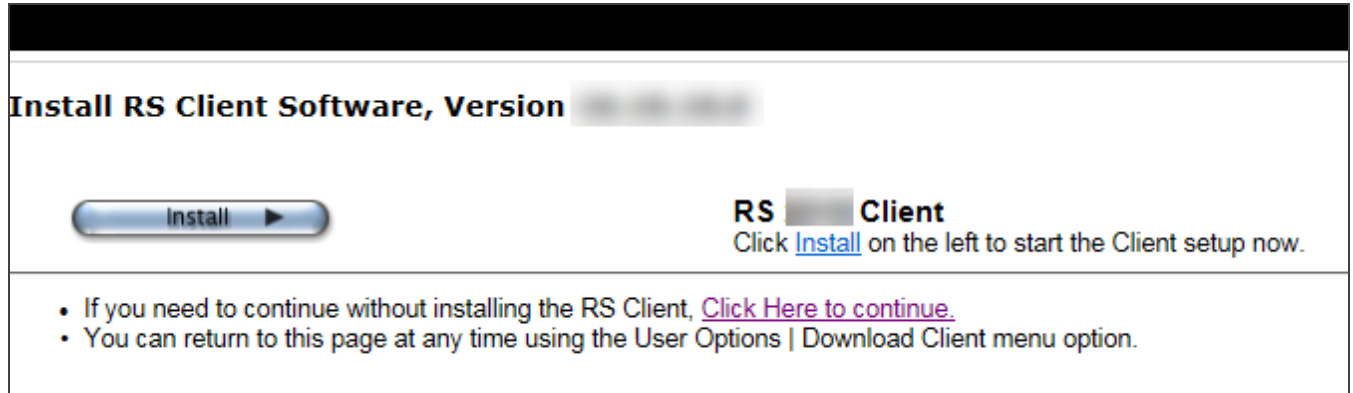 Install RS Client Software, Version
Install
RS Client
Click Install on the left to start the Client setup now.
• If you need to continue without installing the RS Client, Click Here to continue.
• You can return to this page at any time using the User Options | Download Client menu option.